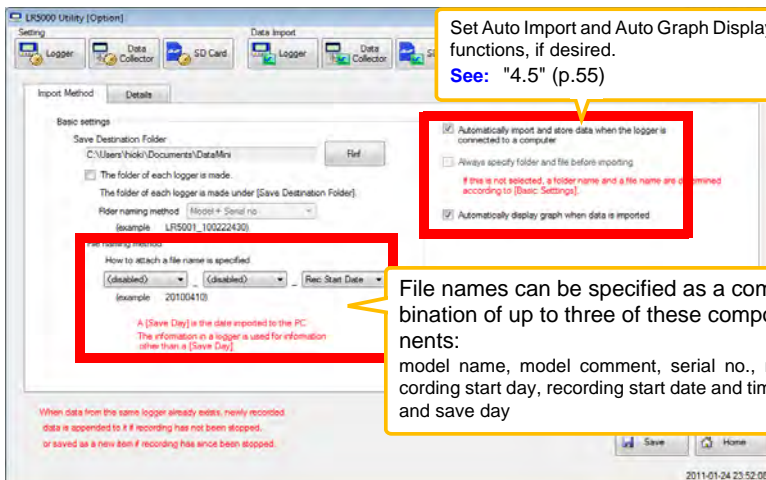 LR5000 Utility [Option]
Setting
Data Import
Logger
Data Collector
SD Card
Logger
Data Collector
Set Auto Import and Auto Graph Display
functions, if desired.
See: "4.5" (p.55)
Import Method
Details
Basic settings
Save Destination Folder
C:\Users\hioki\Documents\DataMini
Ref
The folder of each logger is made.
The folder of each logger is made under [Save Destination Folder].
Flder naming method
Model + Serial no
(example LR5001_100222430)
File naming method
How to attach a file name is specified
(disabled) _ (disabled) _ Rec Start Date
(example 20100410)
A [Save Day] is the date imported to the PC
The information in a logger is used for information
other than a [Save Day]
Automatically import and store data when the logger is
connected to a computer
Always specify folder and file before importing
If this is not selected, a folder name and a file name are determined
according to [Basic Settings].
Automatically display graph when data is imported
File names can be specified as a com
bination of up to three of these compo
nents:
model name, model comment, serial no.,
cording start day, recording start date and tim
and save day
When data from the same logger already exists, newly recorded
data is appended to it if recording has not been stopped,
or saved as a new item if recording has since been stopped.
Save
Home
2011-01-24 23:52:08